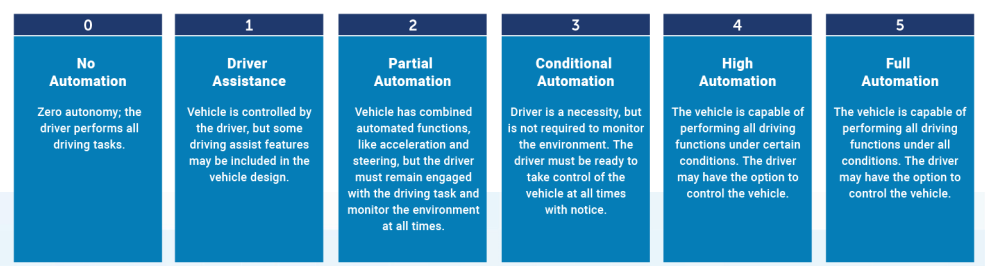 0
No
Automation
Zero autonomy; the
driver performs all
driving tasks.
1
Driver
Assistance
Vehicle is controlled by
the driver, but some
driving assist features
may be included in the
vehicle design.
2
Partial
Automation
Vehicle has combined
automated functions,
like acceleration and
steering, but the driver
must remain engaged
with the driving task and
monitor the environment
at all times.
3
Conditional
Automation
Driver is a necessity, but
is not required to monitor
the environment. The
driver must be ready to
take control of the
vehicle at all times
with notice.
4
High
Automation
The vehicle is capable of
performing all driving
functions under certain
conditions. The driver
may have the option to
control the vehicle.
5
Full
Automation
The vehicle is capable of
performing all driving
functions under all
conditions. The driver
may have the option to
control the vehicle.